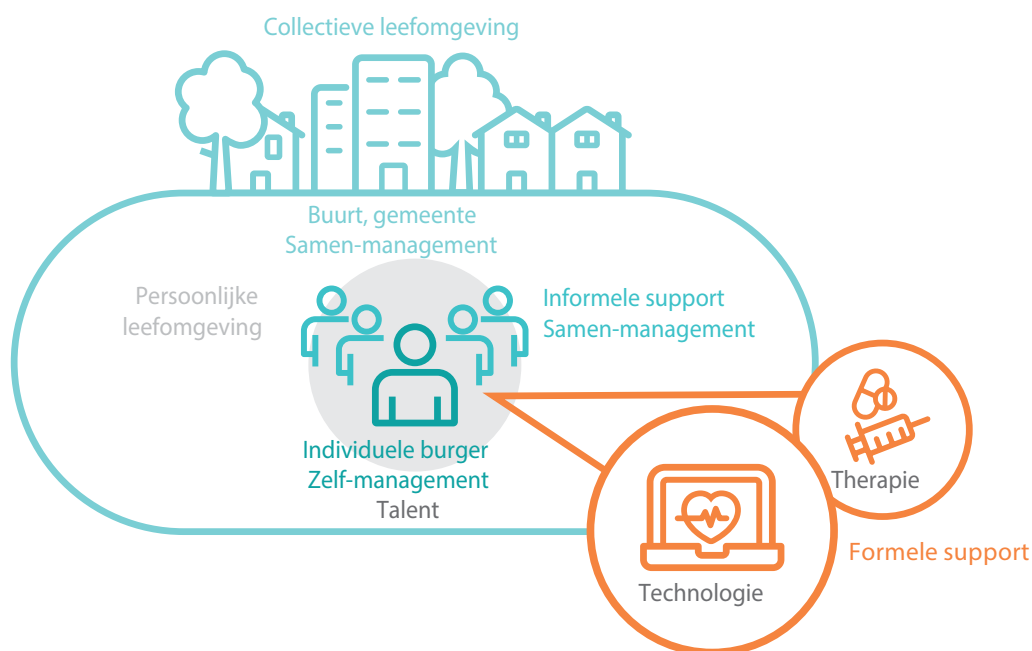 Collectieve leefomgeving
Buurt, gemeente
Samen-management
Persoonlijke
leefomgeving
Informele support
Samen-management
Individuele burger
Zelf-management
Talent
Therapie
Formele support
Technologie